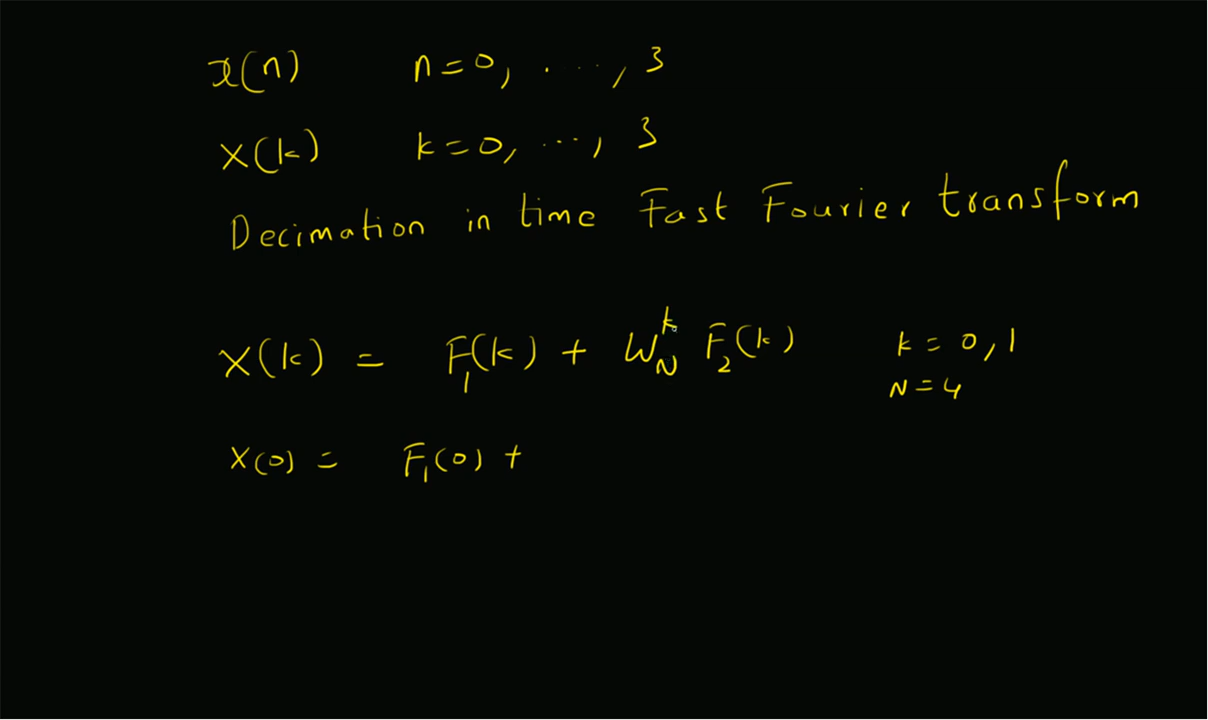 x(n) n=0, ...., 3
X(k) k=0, ..., 3
Decimation in time Fast Fourier transform
X(k) = F₁(k) + W_N^k F₂(k) k = 0, 1
N = 4
X(0) = F₁(0) +